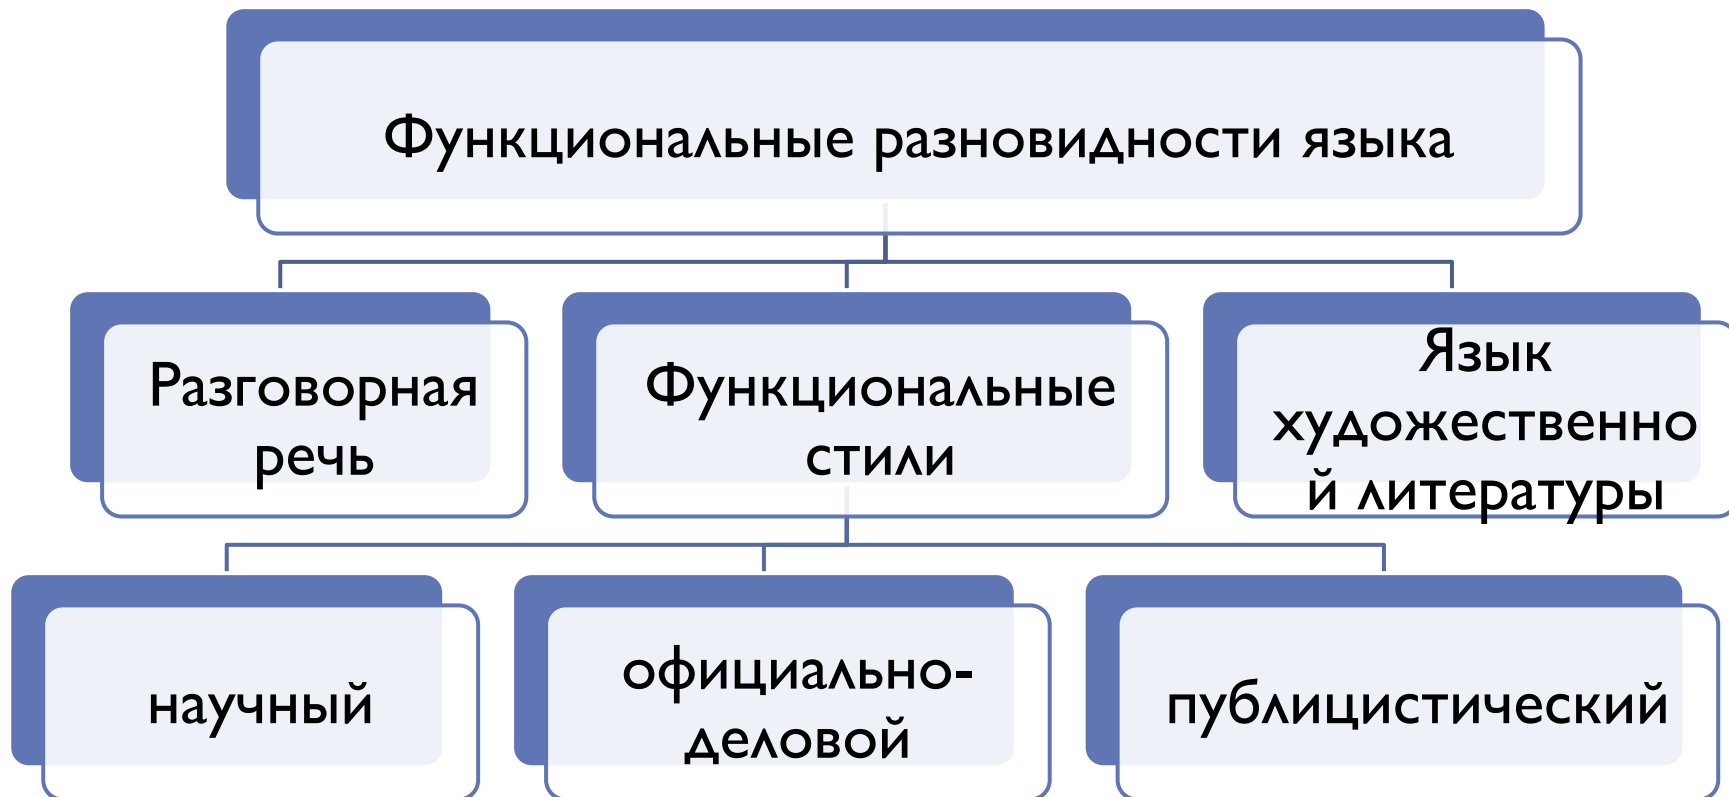 Функциональные разновидности языка
Разговорная
речь
Функциональные
стили
Язык
художественно
й литературы
научный
официально-
деловой
публицистический